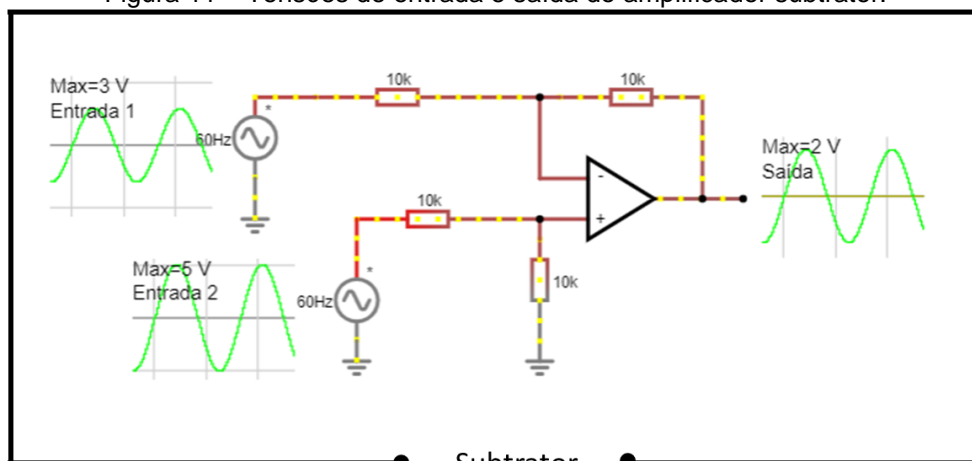 Max=3 V
Entrada 1
60Hz
*
10k
10k
-
+
10k
10k
Max=5 V
Entrada 2
60Hz
*
Max=2 V
Saída
Subtrator